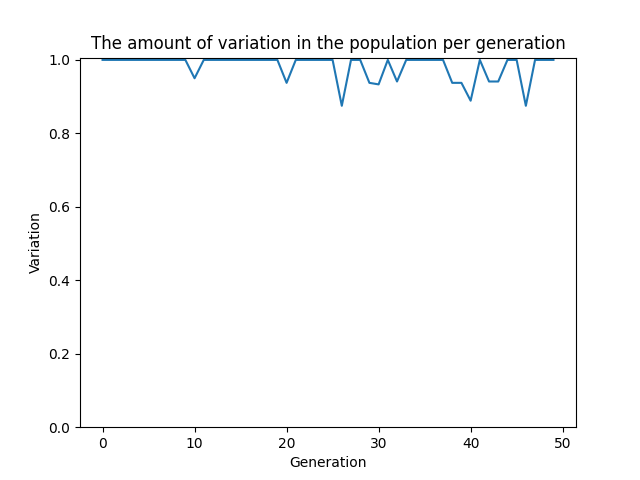 The amount of variation in the population per generation
1.0
0.8
0.6
0.4
0.2
0.0
Variation
0 10 20 30 40 50
Generation